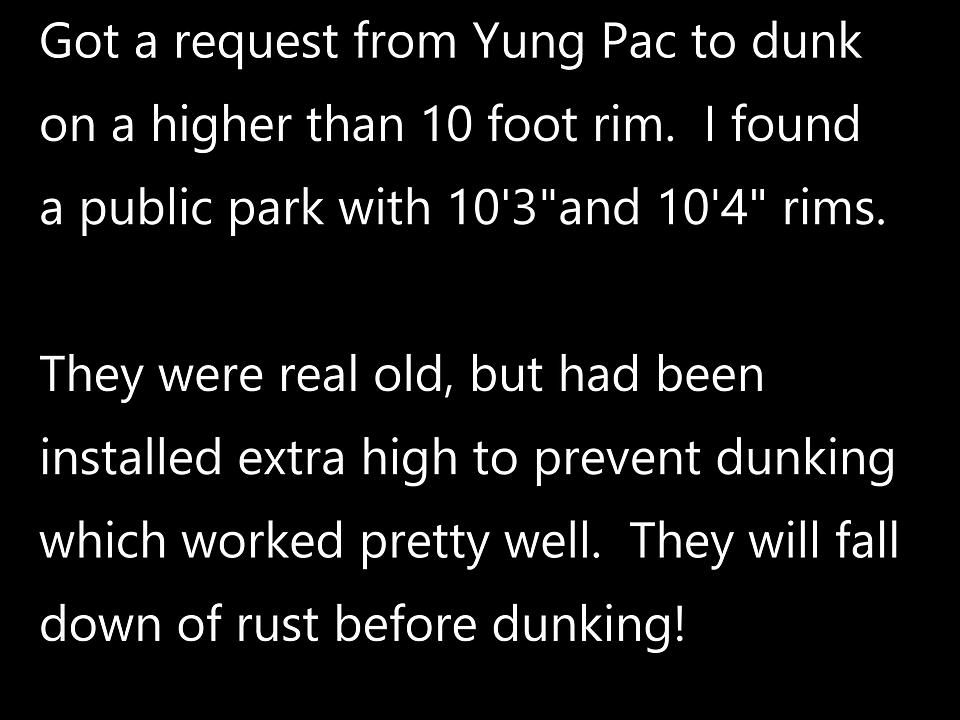 Got a request from Yung Pac to dunk
on a higher than 10 foot rim.  I found
a public park with 10'3"and 10'4" rims.
They were real old, but had been
installed extra high to prevent dunking
which worked pretty well.  They will fall
down of rust before dunking!